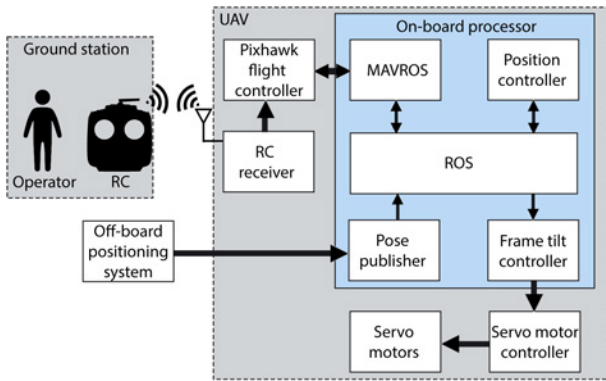 Ground station
Operator
RC
UAV
Pixhawk
flight
controller
RC
receiver
On-board processor
MAVROS
Position
controller
ROS
Off-board
positioning
system
Pose
publisher
Frame tilt
controller
Servo
motors
Servo motor
controller